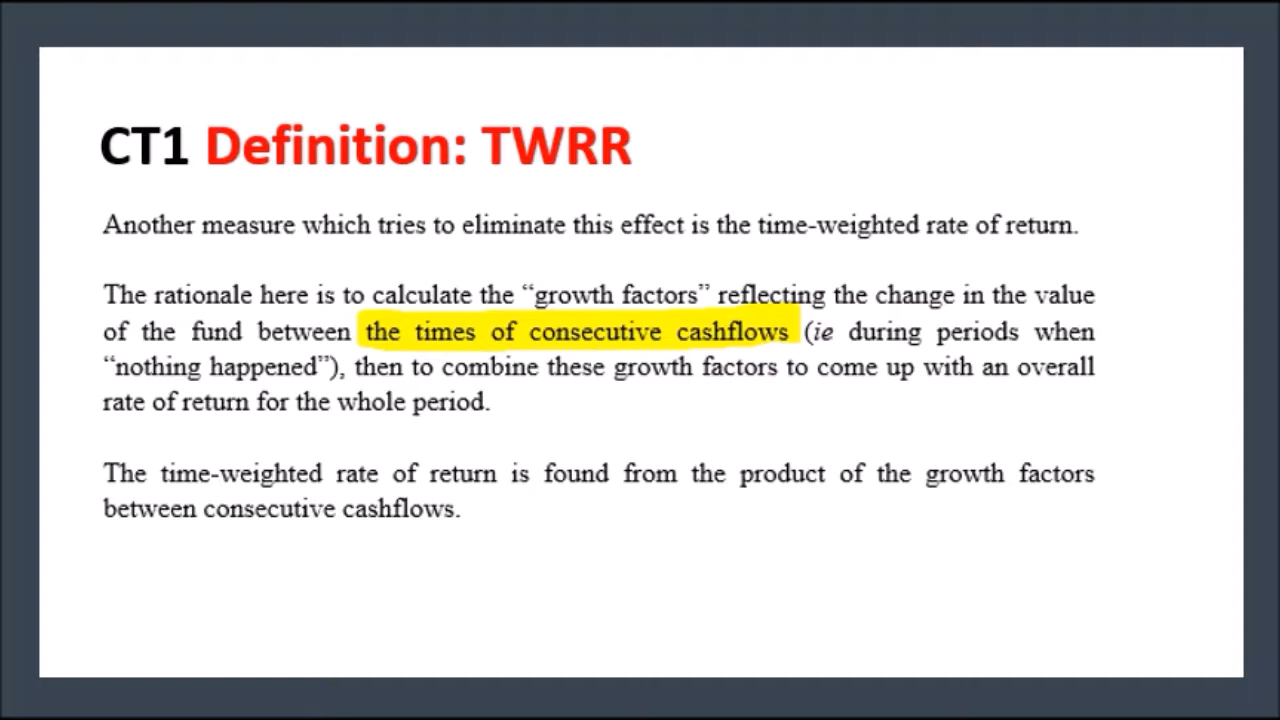 CT1 Definition: TWRR
Another measure which tries to eliminate this effect is the time-weighted rate of return.
The rationale here is to calculate the “growth factors” reflecting the change in the value
of the fund between the times of consecutive cashflows (ie during periods when
“nothing happened”), then to combine these growth factors to come up with an overall
rate of return for the whole period.
The time-weighted rate of return is found from the product of the growth factors
between consecutive cashflows.